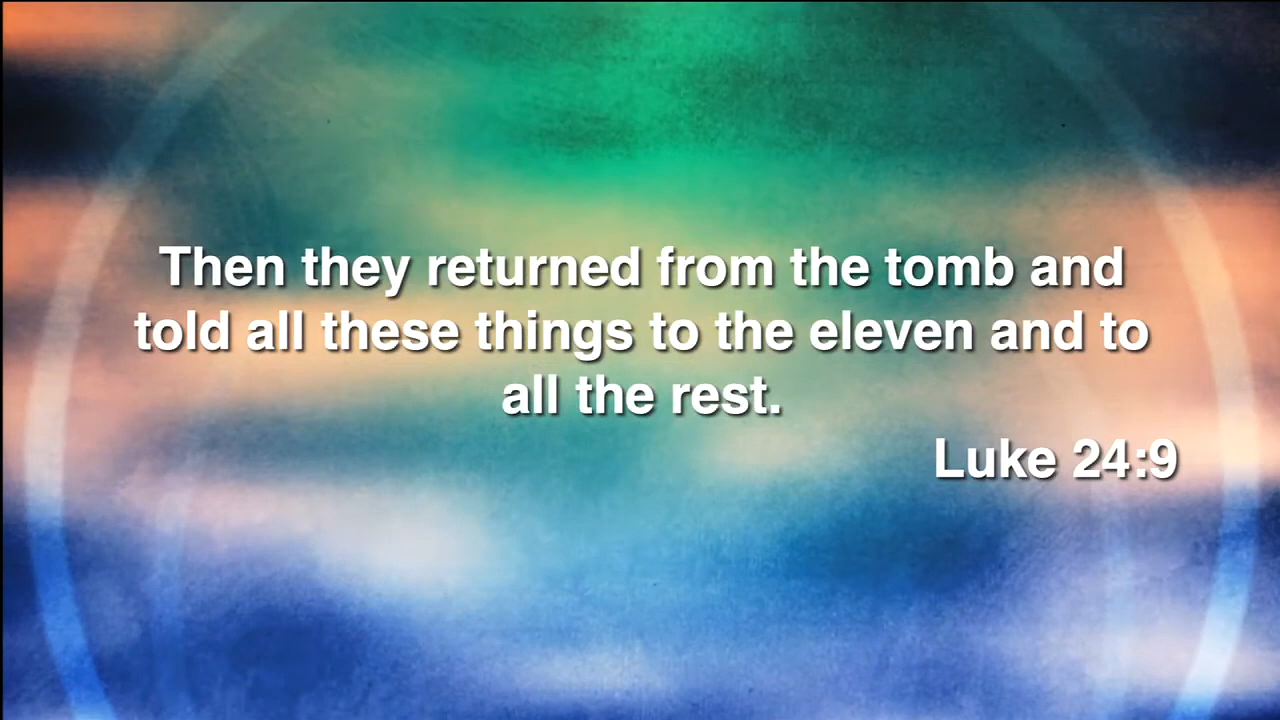 Then they returned from the tomb and
told all these things to the eleven and to
all the rest.
Luke 24:9